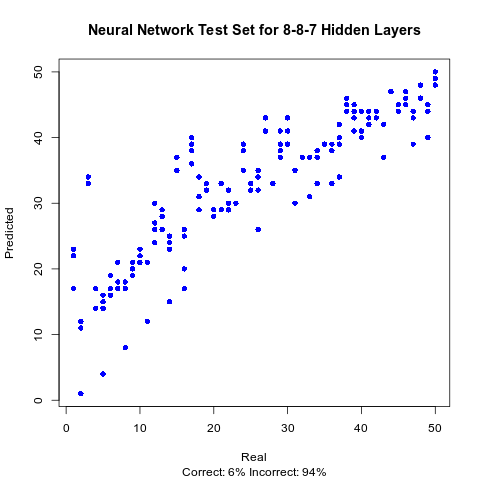 Neural Network Test Set for 8-8-7 Hidden Layers
50
40
30
20
10
0
Predicted
0 10 20 30 40 50
Real
Correct: 6% Incorrect: 94%